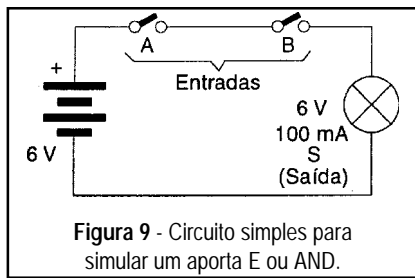 A
B
Entradas
+
6 V
6 V
100 mA
S
(Saída)
Figura 9 - Circuito simples para
simular um aporta E ou AND.